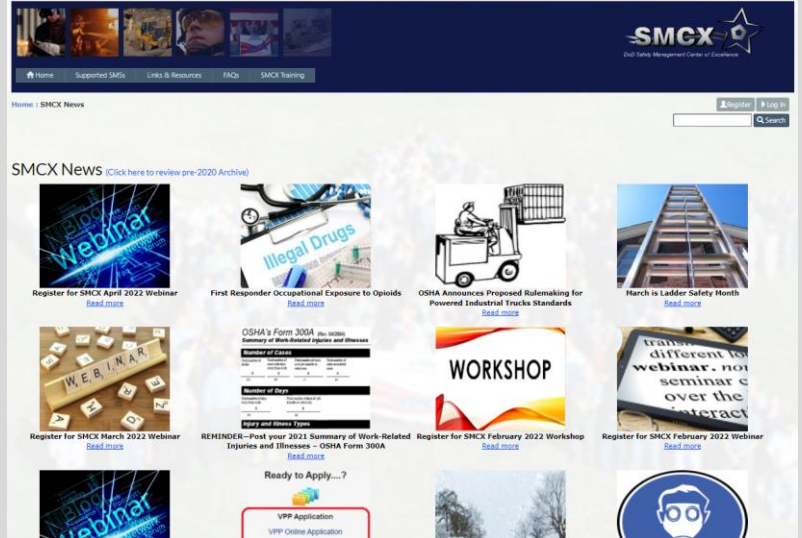 SMCX
DoD Safety Management Center of Excellence
Home Supported SMSs Links & Resources FAQs SMCX Training
Home : SMCX News
Register Log In
Search
SMCX News (Click here to review pre-2020 Archive)
Webinar
Network
Forum
Illegal Drugs
Register for SMCX April 2022 Webinar
Read more
First Responder Occupational Exposure to Opioids
Read more
OSHA Announces Proposed Rulemaking for
Powered Industrial Trucks Standards
Read more
March is Ladder Safety Month
Read more
WEBINAR
OSHA's Form 300A (Rev. 04/2004)
Summary of Work-Related Injuries and Illnesses
Number of Cases
Number of Days
Injury and Illness Types
WORKSHOP
different
webinar.
seminar
over the
interact
Register for SMCX March 2022 Webinar
Read more
REMINDER—Post your 2021 Summary of Work-Related
Injuries and Illnesses – OSHA Form 300A
Read more
Register for SMCX February 2022 Workshop
Read more
Register for SMCX February 2022 Webinar
Read more
Webinar
Ready to Apply....?
VPP Application
VPP Online Application